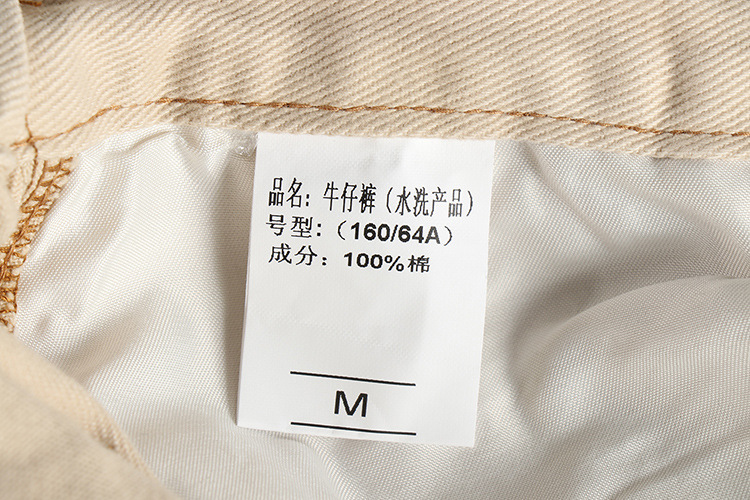 品名：牛仔裤（水洗产品）
号型：（160/64A）
成分：100%棉
M